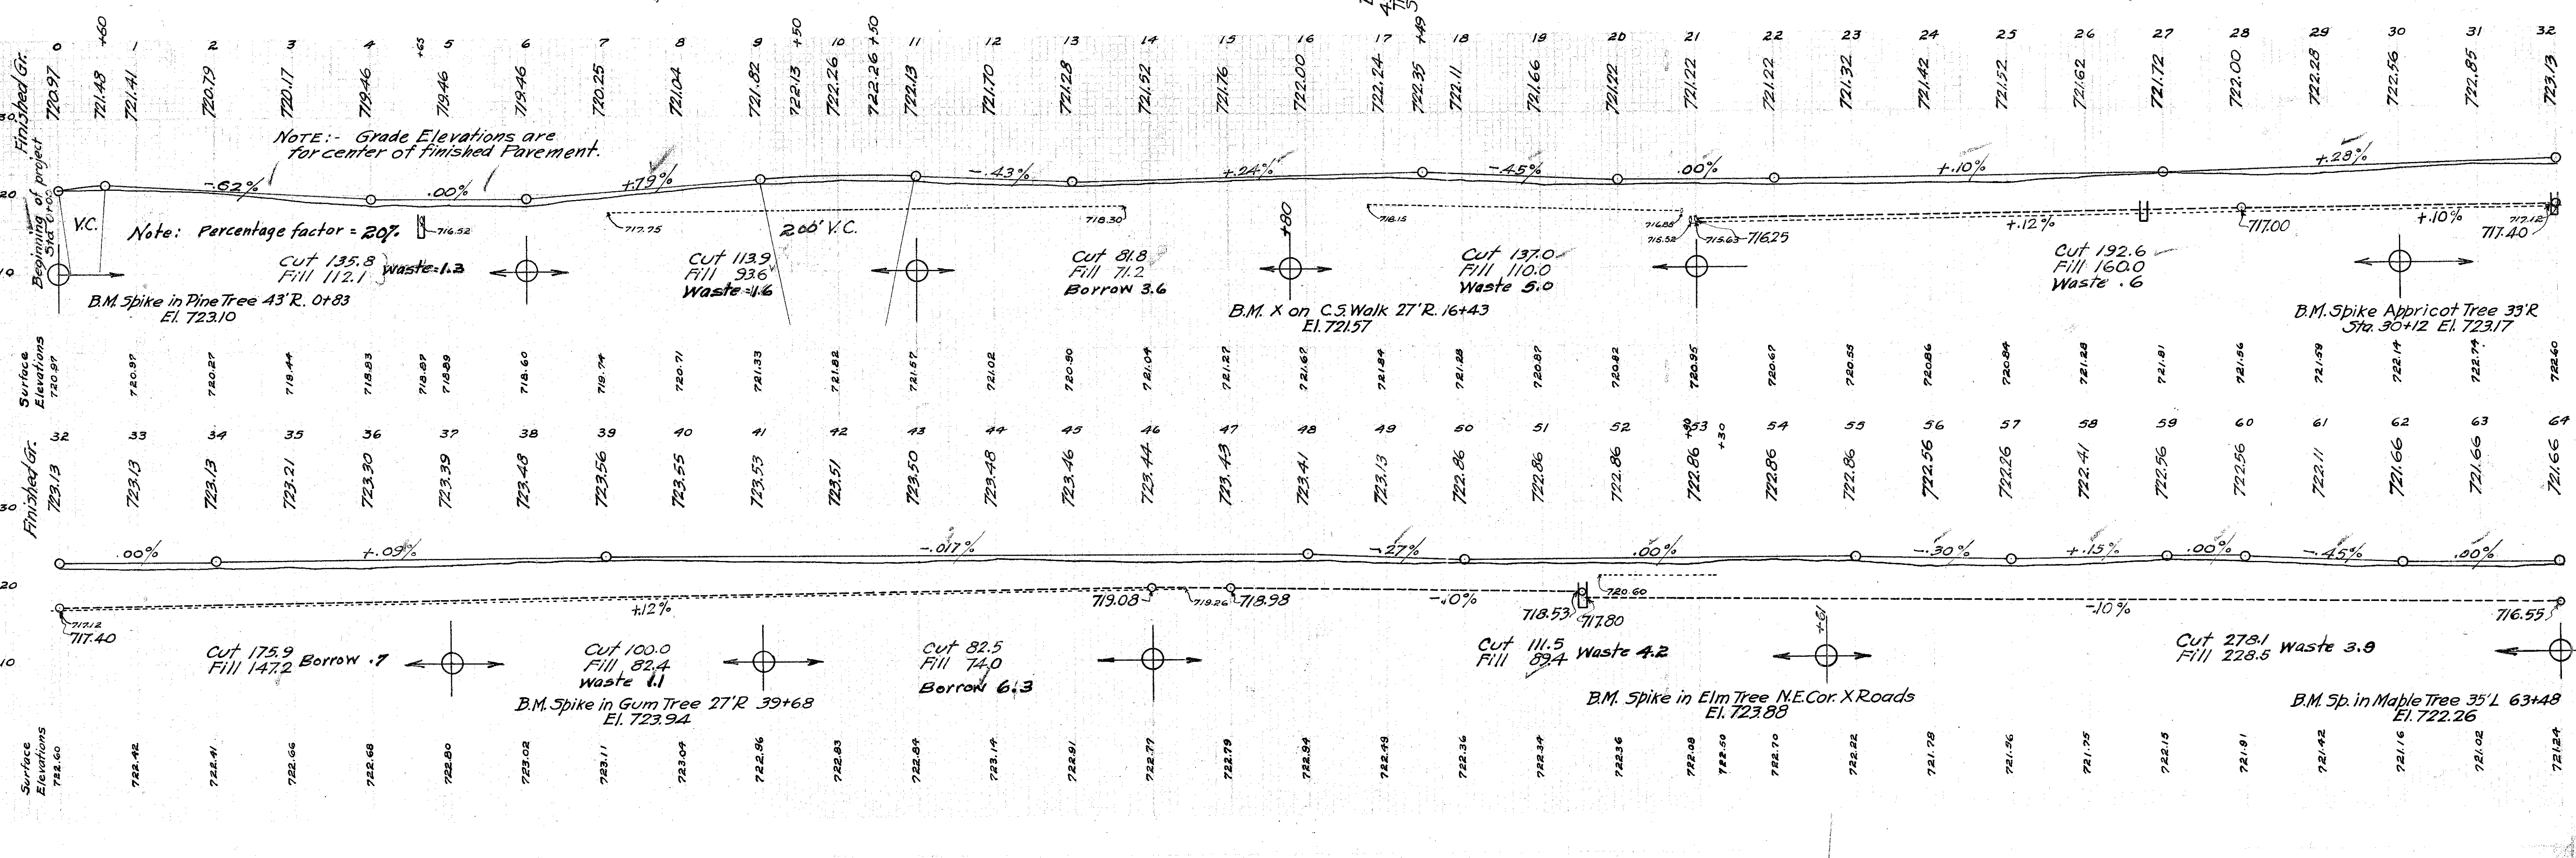 0 +60 1 2 3 4 +65 5 6 7 8 9 +50 10 +50 11 12 13 14 15 16 17 +49 18 19 20 21 22 23 24 25 26 27 28 29 30 31 32
Finished Gr.
720.97 721.48 721.41 720.79 720.17 719.46 719.46 719.46 720.25 721.04 721.82 722.13 722.26 722.26 722.13 721.70 721.28 721.52 721.76 722.00 722.24 722.35 722.11 721.66 721.22 721.22 721.22 721.32 721.42 721.52 721.62 721.72 722.00 722.28 722.56 722.85 723.13
30
NOTE:- Grade Elevations are
for center of finished Pavement.
-.62% .00% +.79% -.43% +.24% -.45% .00% +.10% +.28%
20
Beginning of project
Sta 0+00
V.C. Note: Percentage factor = 20% 716.52 717.75 200' V.C. 718.30 +80 718.15 716.25 +.12% 717.00 +.10% 717.12
715.52 715.63 717.40
10
Cut 135.8
Fill 112.1 Waste=1.3
Cut 113.9
Fill 93.6
Waste=1.6
Cut 81.8
Fill 71.2
Borrow 3.6
Cut 137.0
Fill 110.0
Waste 5.0
Cut 192.6
Fill 160.0
Waste .6
B.M. Spike in Pine Tree 43'R. 0+83
El. 723.10
B.M. X on C.S. Walk 27'R. 16+43
El. 721.57
B.M. Spike Appricot Tree 33'R
Sta. 30+12 El. 723.17
Surface
Elevations
720.97 720.97 720.27 718.44 718.83 718.87 718.89 718.60 719.74 720.71 721.33 721.82 721.57 721.02 720.90 721.04 721.27 721.67 721.84 721.28 720.87 720.82 720.95 720.67 720.55 720.86 720.84 721.28 721.81 721.56 721.59 722.14 722.74 722.60
32 33 34 35 36 37 38 39 40 41 42 43 44 45 46 47 48 49 50 51 52 53 +30 54 55 56 57 58 59 60 61 62 63 64
Finished Gr.
723.13 723.13 723.13 723.21 723.30 723.39 723.48 723.56 723.55 723.53 723.51 723.50 723.48 723.46 723.44 723.43 723.41 723.13 722.86 722.86 722.86 722.86 722.86 722.86 722.56 722.26 722.41 722.56 722.56 722.11 721.66 721.66 721.66
30
.00% +.09% -.017% -.27% .00% -.30% +.15% .00% -.45% .00%
20
717.12 +.12% 719.08 719.26 718.98 -.10% 718.53 717.80 720.60 -.10% 716.55
717.40
+61
10
Cut 175.9
Fill 147.2 Borrow .7
Cut 100.0
Fill 82.4
Waste 1.1
Cut 82.5
Fill 74.0
Borrow 6.3
Cut 111.5
Fill 89.4 Waste 4.2
Cut 278.1
Fill 228.5 Waste 3.9
B.M. Spike in Gum Tree 27'R 39+68
El. 723.94
B.M. Spike in Elm Tree N.E. Cor. X Roads
El. 723.88
B.M. Sp. in Maple Tree 35'L 63+48
El. 722.26
Surface
Elevations
722.60 722.42 722.41 722.66 722.68 722.80 723.02 723.11 723.04 722.96 722.83 722.84 723.14 722.91 722.77 722.79 722.94 722.49 722.36 722.34 722.36 722.08 722.50 722.70 722.22 721.78 721.56 721.75 722.15 721.91 721.42 721.16 721.02 721.24